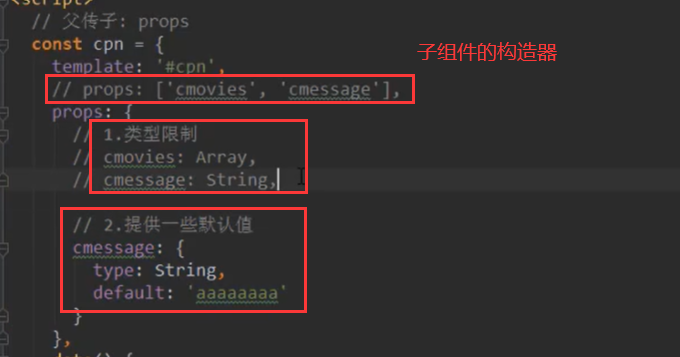 <script>
// 父传子: props
const cpn = {
子组件的构造器
template: '#cpn',
// props: ['cmovies', 'cmessage'],
props: {
// 1.类型限制
// cmovies: Array,
// cmessage: String,
// 2.提供一些默认值
cmessage: {
type: String,
default: 'aaaaaaaa'
}
},